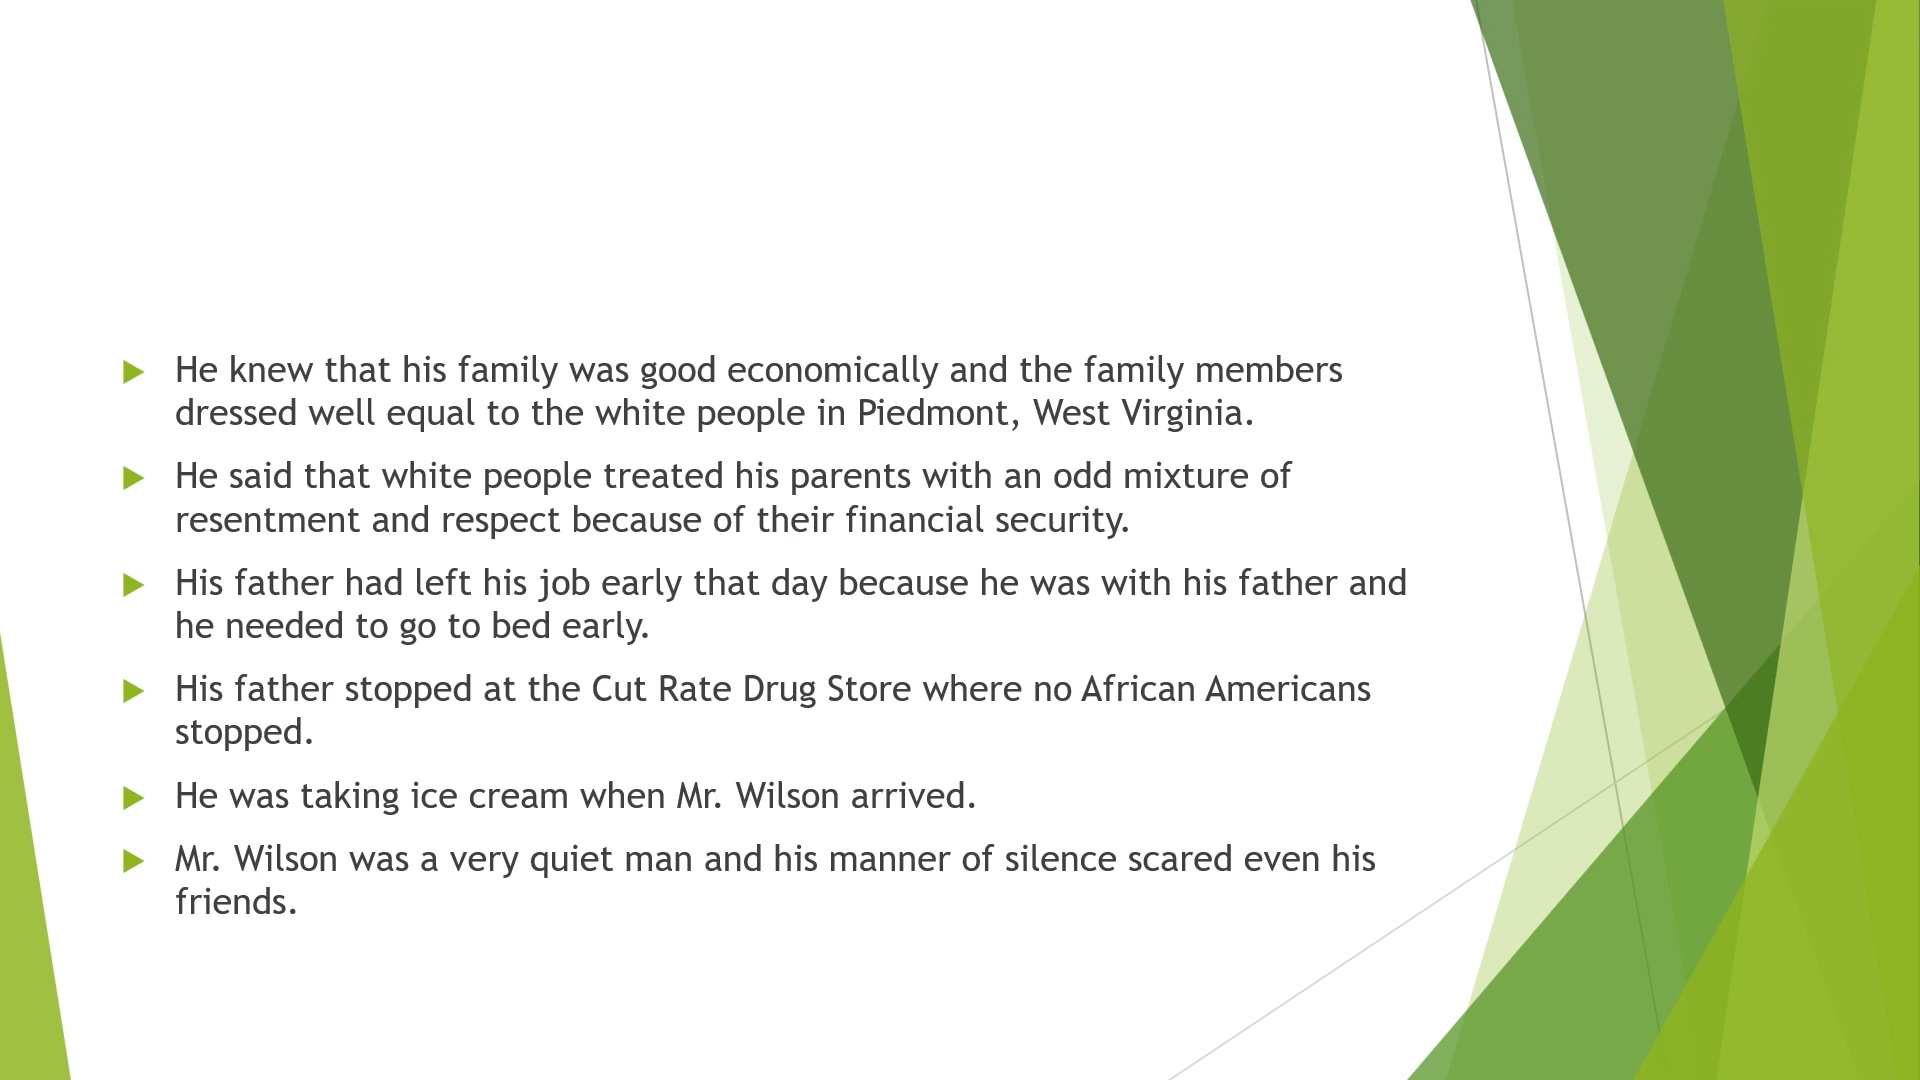 He knew that his family was good economically and the family members
dressed well equal to the white people in Piedmont, West Virginia.
He said that white people treated his parents with an odd mixture of
resentment and respect because of their financial security.
His father had left his job early that day because he was with his father and
he needed to go to bed early.
His father stopped at the Cut Rate Drug Store where no African Americans
stopped.
He was taking ice cream when Mr. Wilson arrived.
Mr. Wilson was a very quiet man and his manner of silence scared even his
friends.